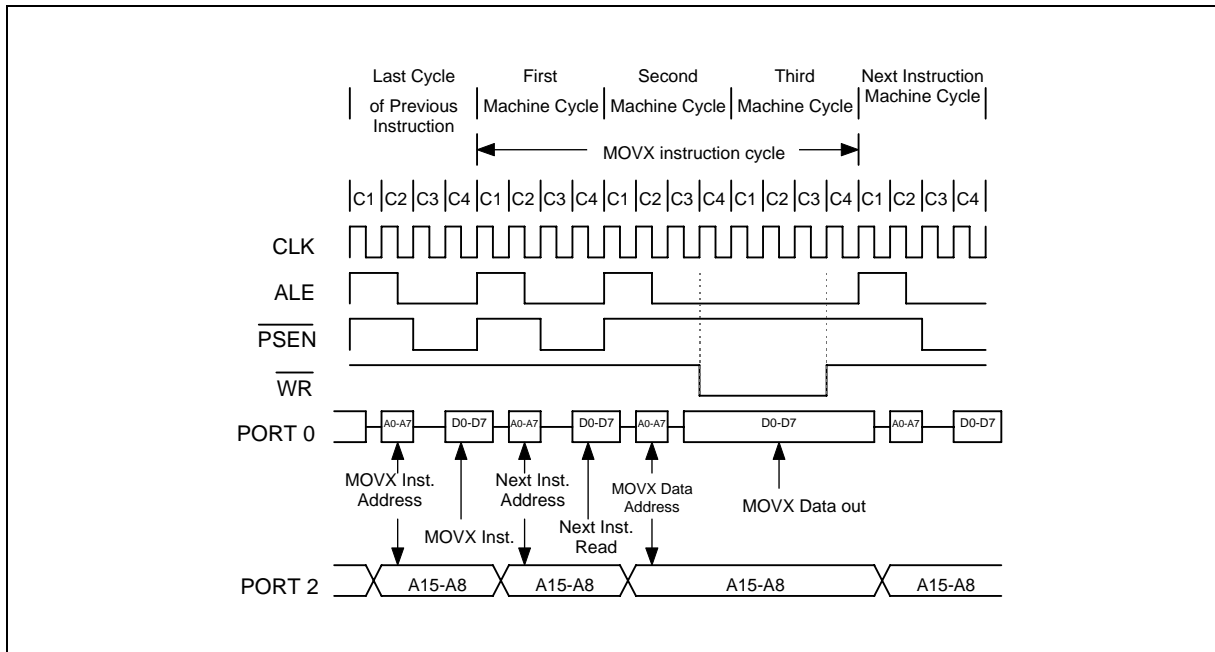 Last Cycle
of Previous
Instruction
First
Machine Cycle
Second
Machine Cycle
Third
Machine Cycle
Next Instruction
Machine Cycle
MOVX instruction cycle
C1 C2 C3 C4 C1 C2 C3 C4 C1 C2 C3 C4 C1 C2 C3 C4 C1 C2 C3 C4
CLK
ALE
PSEN
WR
PORT 0
A0-A7 D0-D7 A0-A7 D0-D7 A0-A7 D0-D7 A0-A7 D0-D7
MOVX Inst.
Address
MOVX Inst.
Next Inst.
Address
Next Inst.
Read
MOVX Data
Address
MOVX Data out
PORT 2
A15-A8 A15-A8 A15-A8 A15-A8